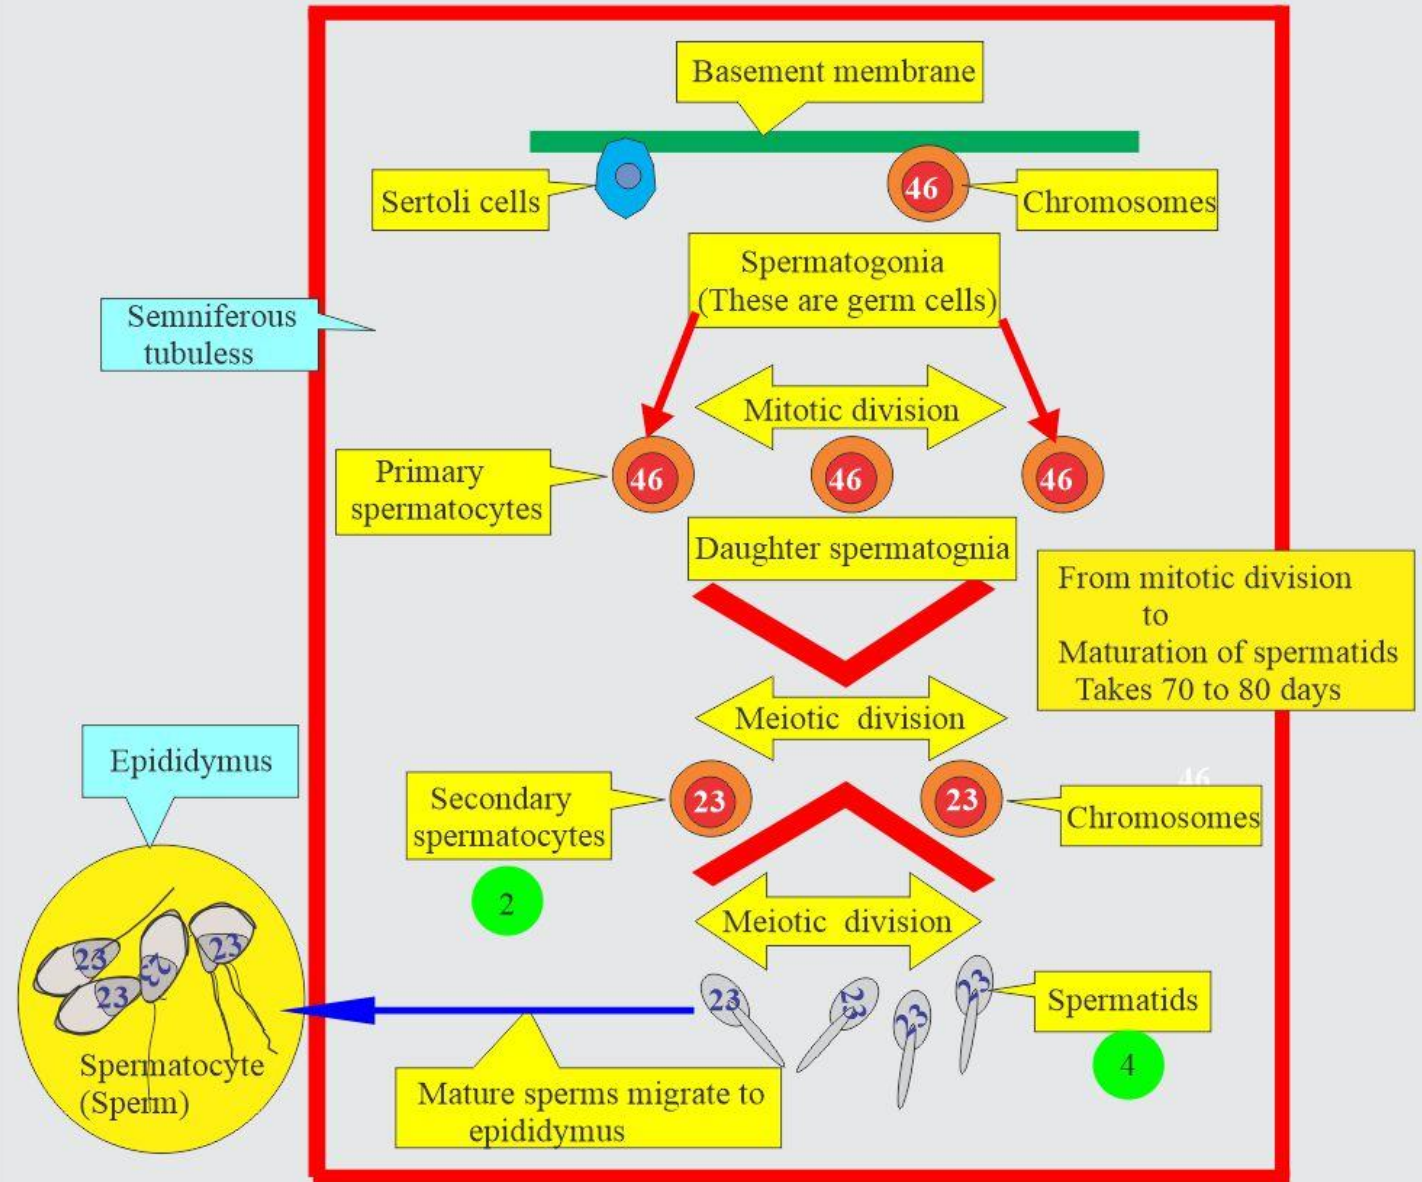 Basement membrane
Sertoli cells
46
Chromosomes
Spermatogonia
(These are germ cells)
Semniferous
tubuless
Mitotic division
Primary
spermatocytes
46
46
46
Daughter spermatognia
From mitotic division
to
Maturation of spermatids
Takes 70 to 80 days
Meiotic division
Epididymus
Secondary
spermatocytes
23
23
46
Chromosomes
2
Meiotic division
23
23
23
23
Spermatocyte
(Sperm)
23
23
23
23
Spermatids
4
Mature sperms migrate to
epididymus